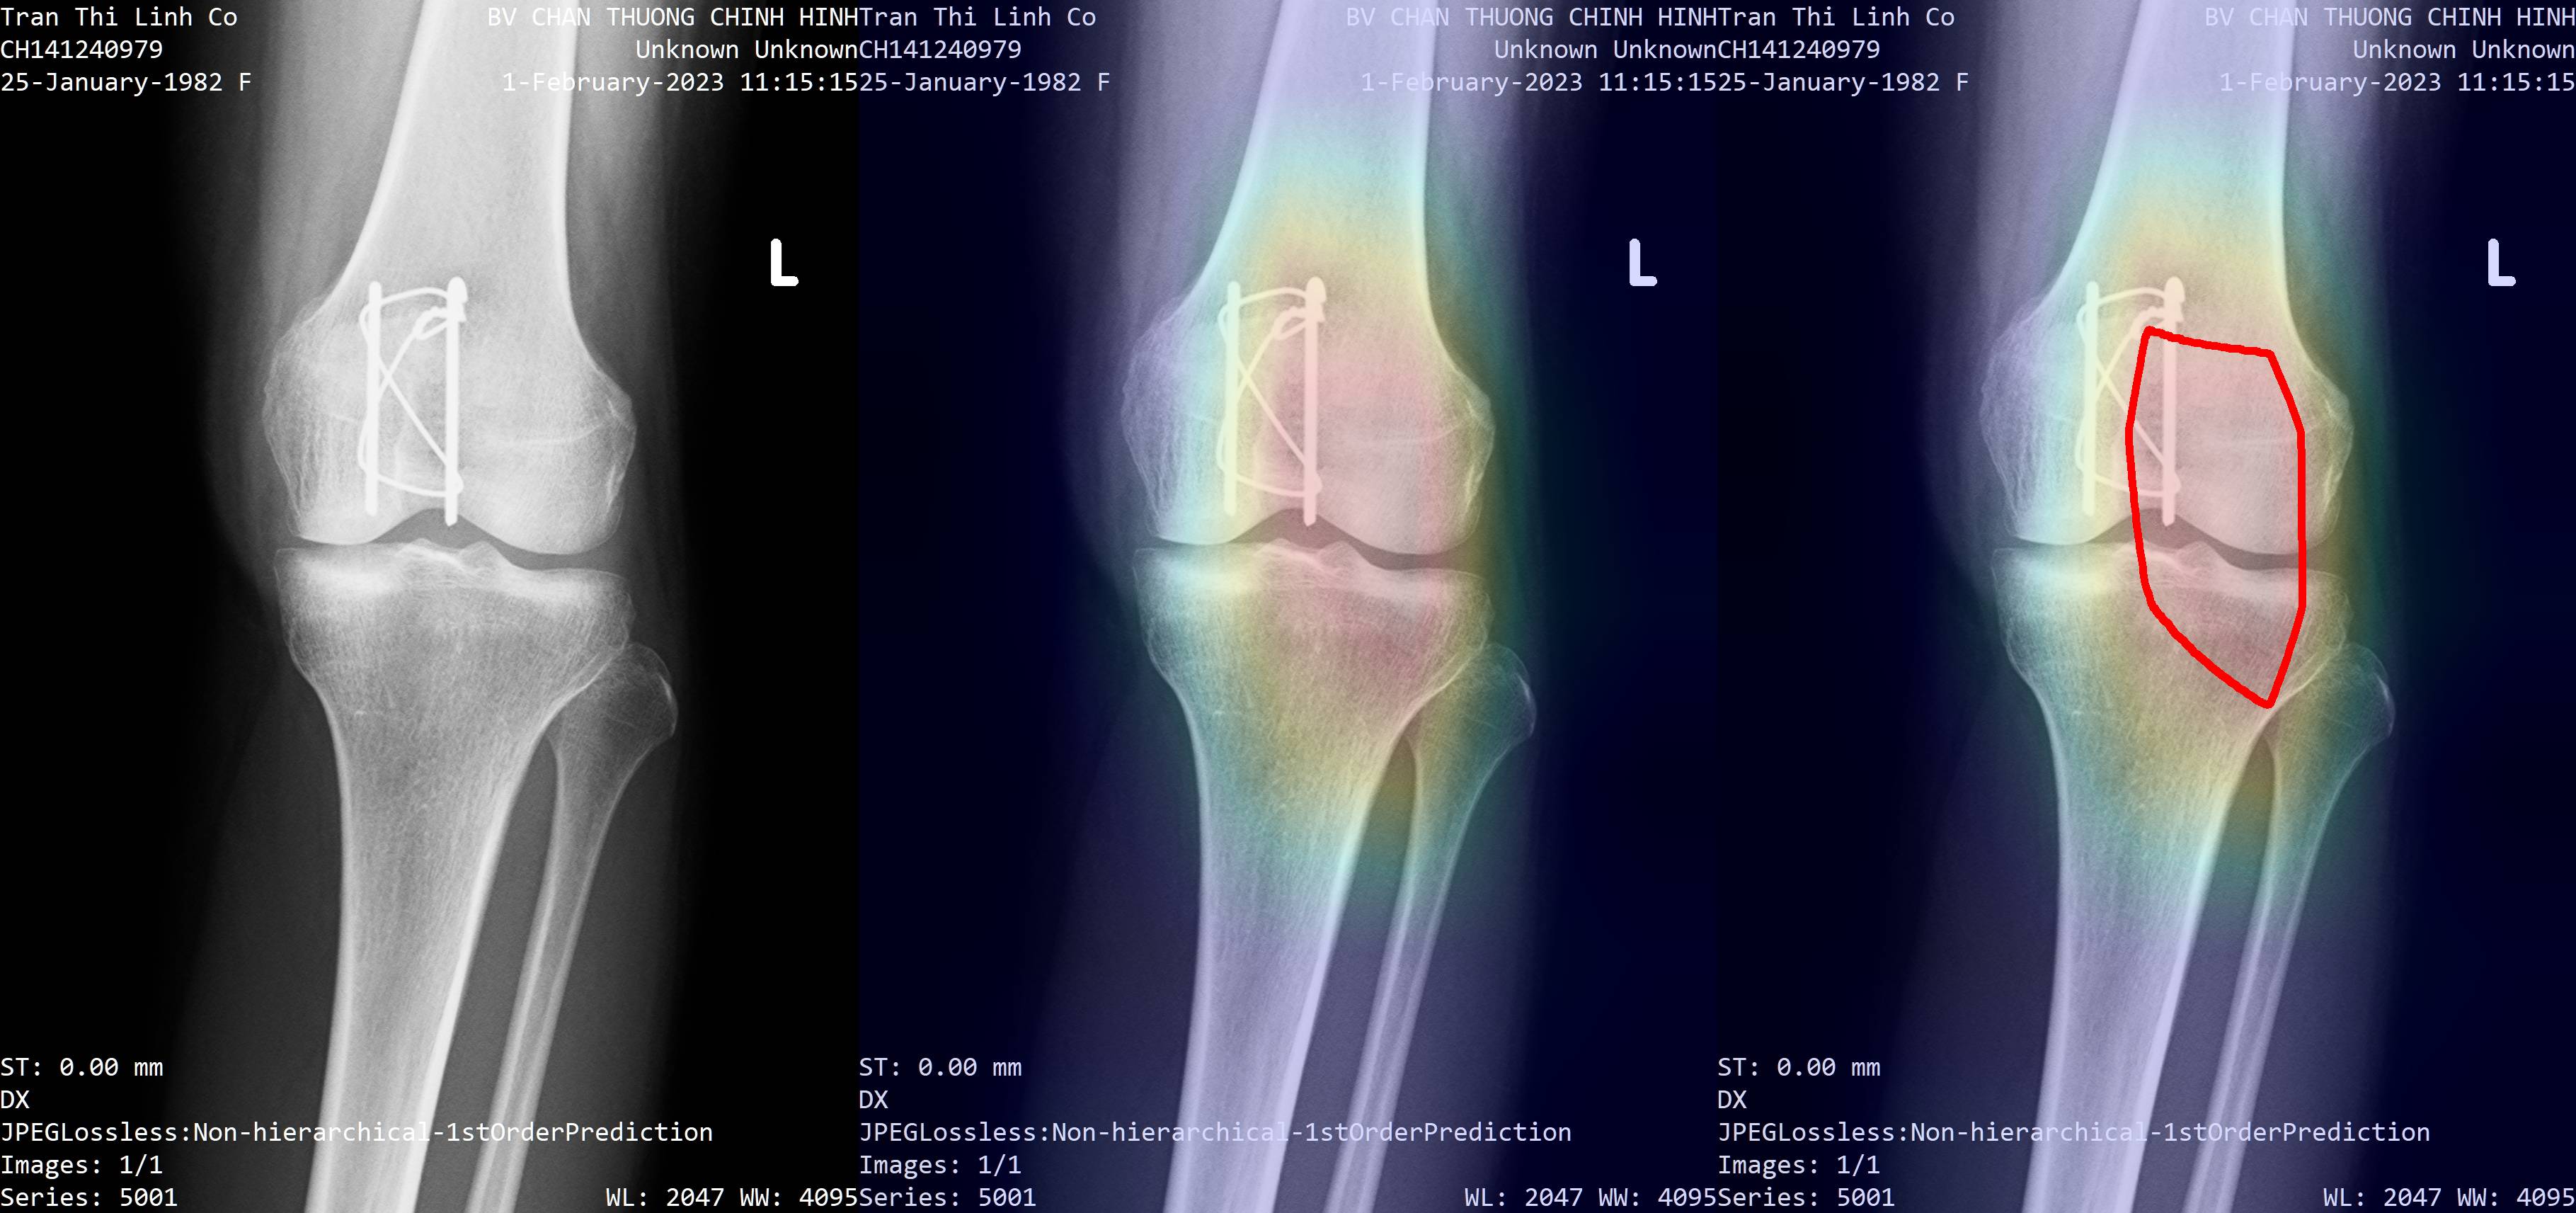 Tran Thi Linh Co
CH141240979
25-January-1982 F
BV CHAN THUONG CHINH HINH
Unknown Unknown
1-February-2023 11:15:15
L
ST: 0.00 mm
DX
JPEGLossless:Non-hierarchical-1stOrderPrediction
Images: 1/1
Series: 5001
WL: 2047 WW: 4095
Tran Thi Linh Co
CH141240979
25-January-1982 F
BV CHAN THUONG CHINH HINH
Unknown Unknown
1-February-2023 11:15:15
L
ST: 0.00 mm
DX
JPEGLossless:Non-hierarchical-1stOrderPrediction
Images: 1/1
Series: 5001
WL: 2047 WW: 4095
Tran Thi Linh Co
CH141240979
25-January-1982 F
BV CHAN THUONG CHINH HINH
Unknown Unknown
1-February-2023 11:15:15
L
ST: 0.00 mm
DX
JPEGLossless:Non-hierarchical-1stOrderPrediction
Images: 1/1
Series: 5001
WL: 2047 WW: 4095